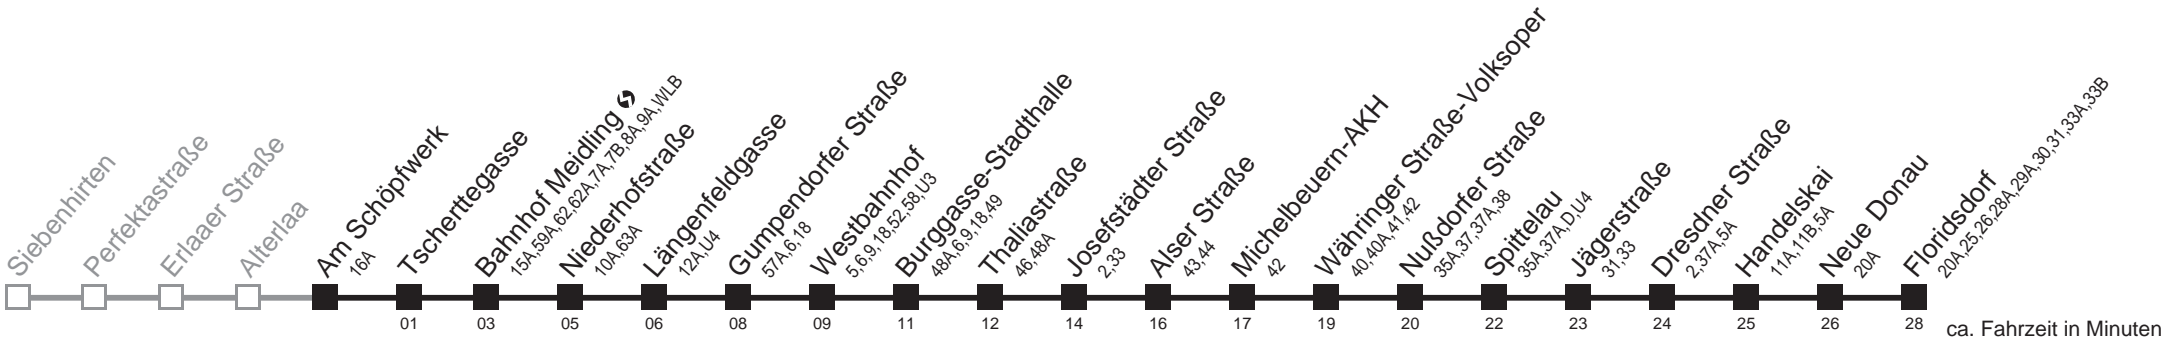 Siebenhirten
Perfektastraße
Erlaaer Straße
Alterlaa
Am Schöpfwerk
16A
Tscherttegasse
01
Bahnhof Meidling
15A,59A,62,62A,7A,7B,8A,9A,WLB
03
Niederhofstraße
10A,63A
05
Längenfeldgasse
12A,U4
06
Gumpendorfer Straße
57A,6,18
08
Westbahnhof
5,6,9,18,52,58,U3
09
Burggasse-Stadthalle
48A,6,9,18,49
11
Thaliastraße
46,48A
12
Josefstädter Straße
2,33
14
Alser Straße
43,44
16
Michelbeuern-AKH
42
17
Währinger Straße-Volksoper
40,40A,41,42
19
Nußdorfer Straße
35A,37,37A,38
20
Spittelau
35A,37A,D,U4
22
Jägerstraße
31,33
23
Dresdner Straße
2,37A,5A
24
Handelskai
11A,11B,5A
25
Neue Donau
20A
26
Floridsdorf
20A,25,26,28A,29A,30,31,33A,33B
28
ca. Fahrzeit in Minuten